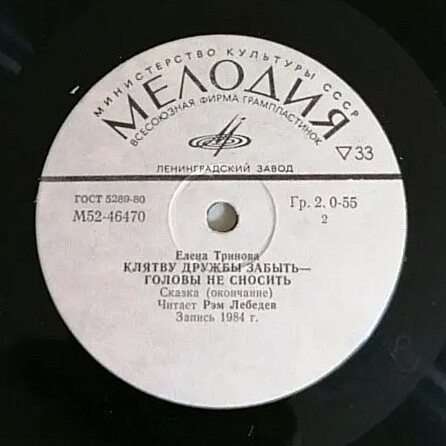 МИНИСТЕРСТВО КУЛЬТУРЫ СССР
МЕЛОДИЯ
ВСЕСОЮЗНАЯ ФИРМА ГРАМПЛАСТИНОК
▽33
ЛЕНИНГРАДСКИЙ ЗАВОД
ГОСТ 5289-80
М52-46470
Гр. 2. 0-55
2
Елена Тринова
КЛЯТВУ ДРУЖБЫ ЗАБЫТЬ—
ГОЛОВЫ НЕ СНОСИТЬ
Сказка (окончание)
Читает Рэм Лебедев
Запись 1984 г.